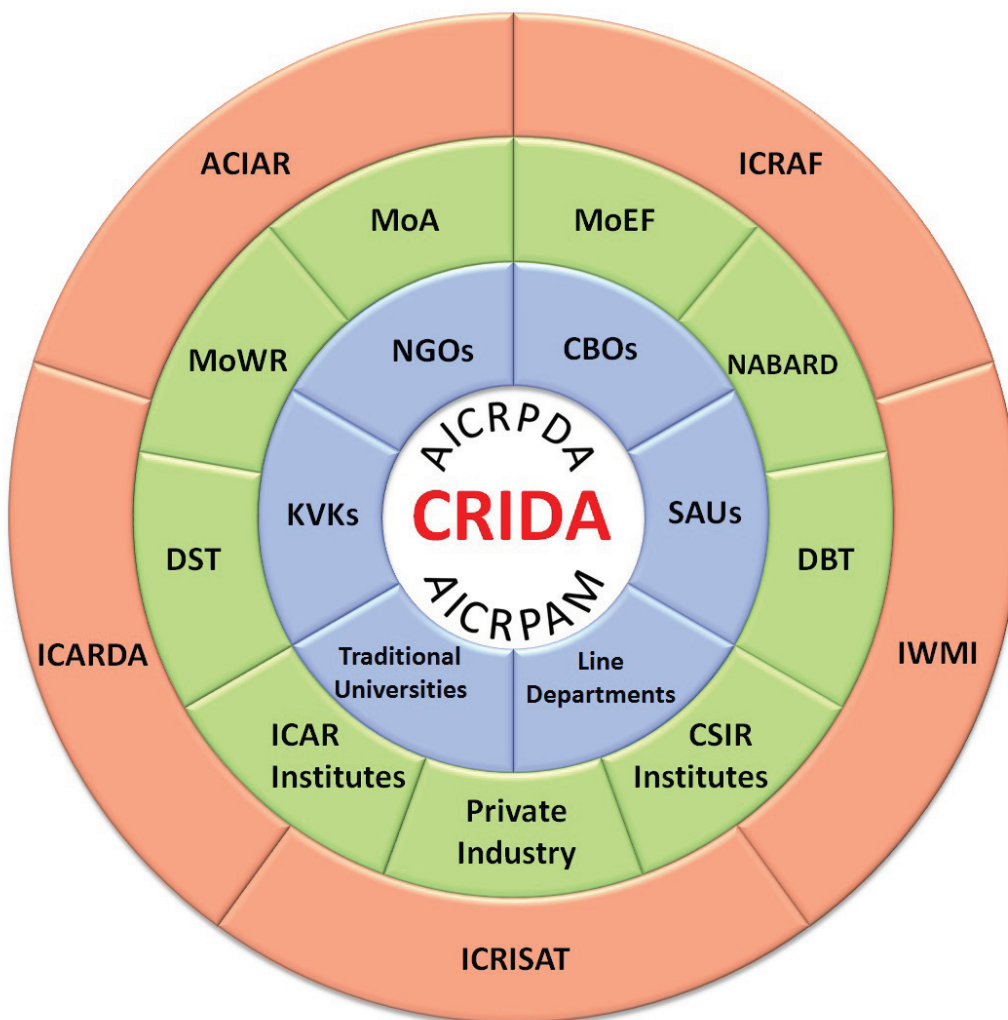 ACIAR
ICRAF
MoA
MoEF
NGOs
CBOs
MoWR
NABARD
AICRPDA
CRIDA
AICRPAM
KVKs
SAUs
DST
DBT
ICARDA
IWMI
Traditional
Universities
Line
Departments
ICAR
Institutes
CSIR
Institutes
Private
Industry
ICRISAT